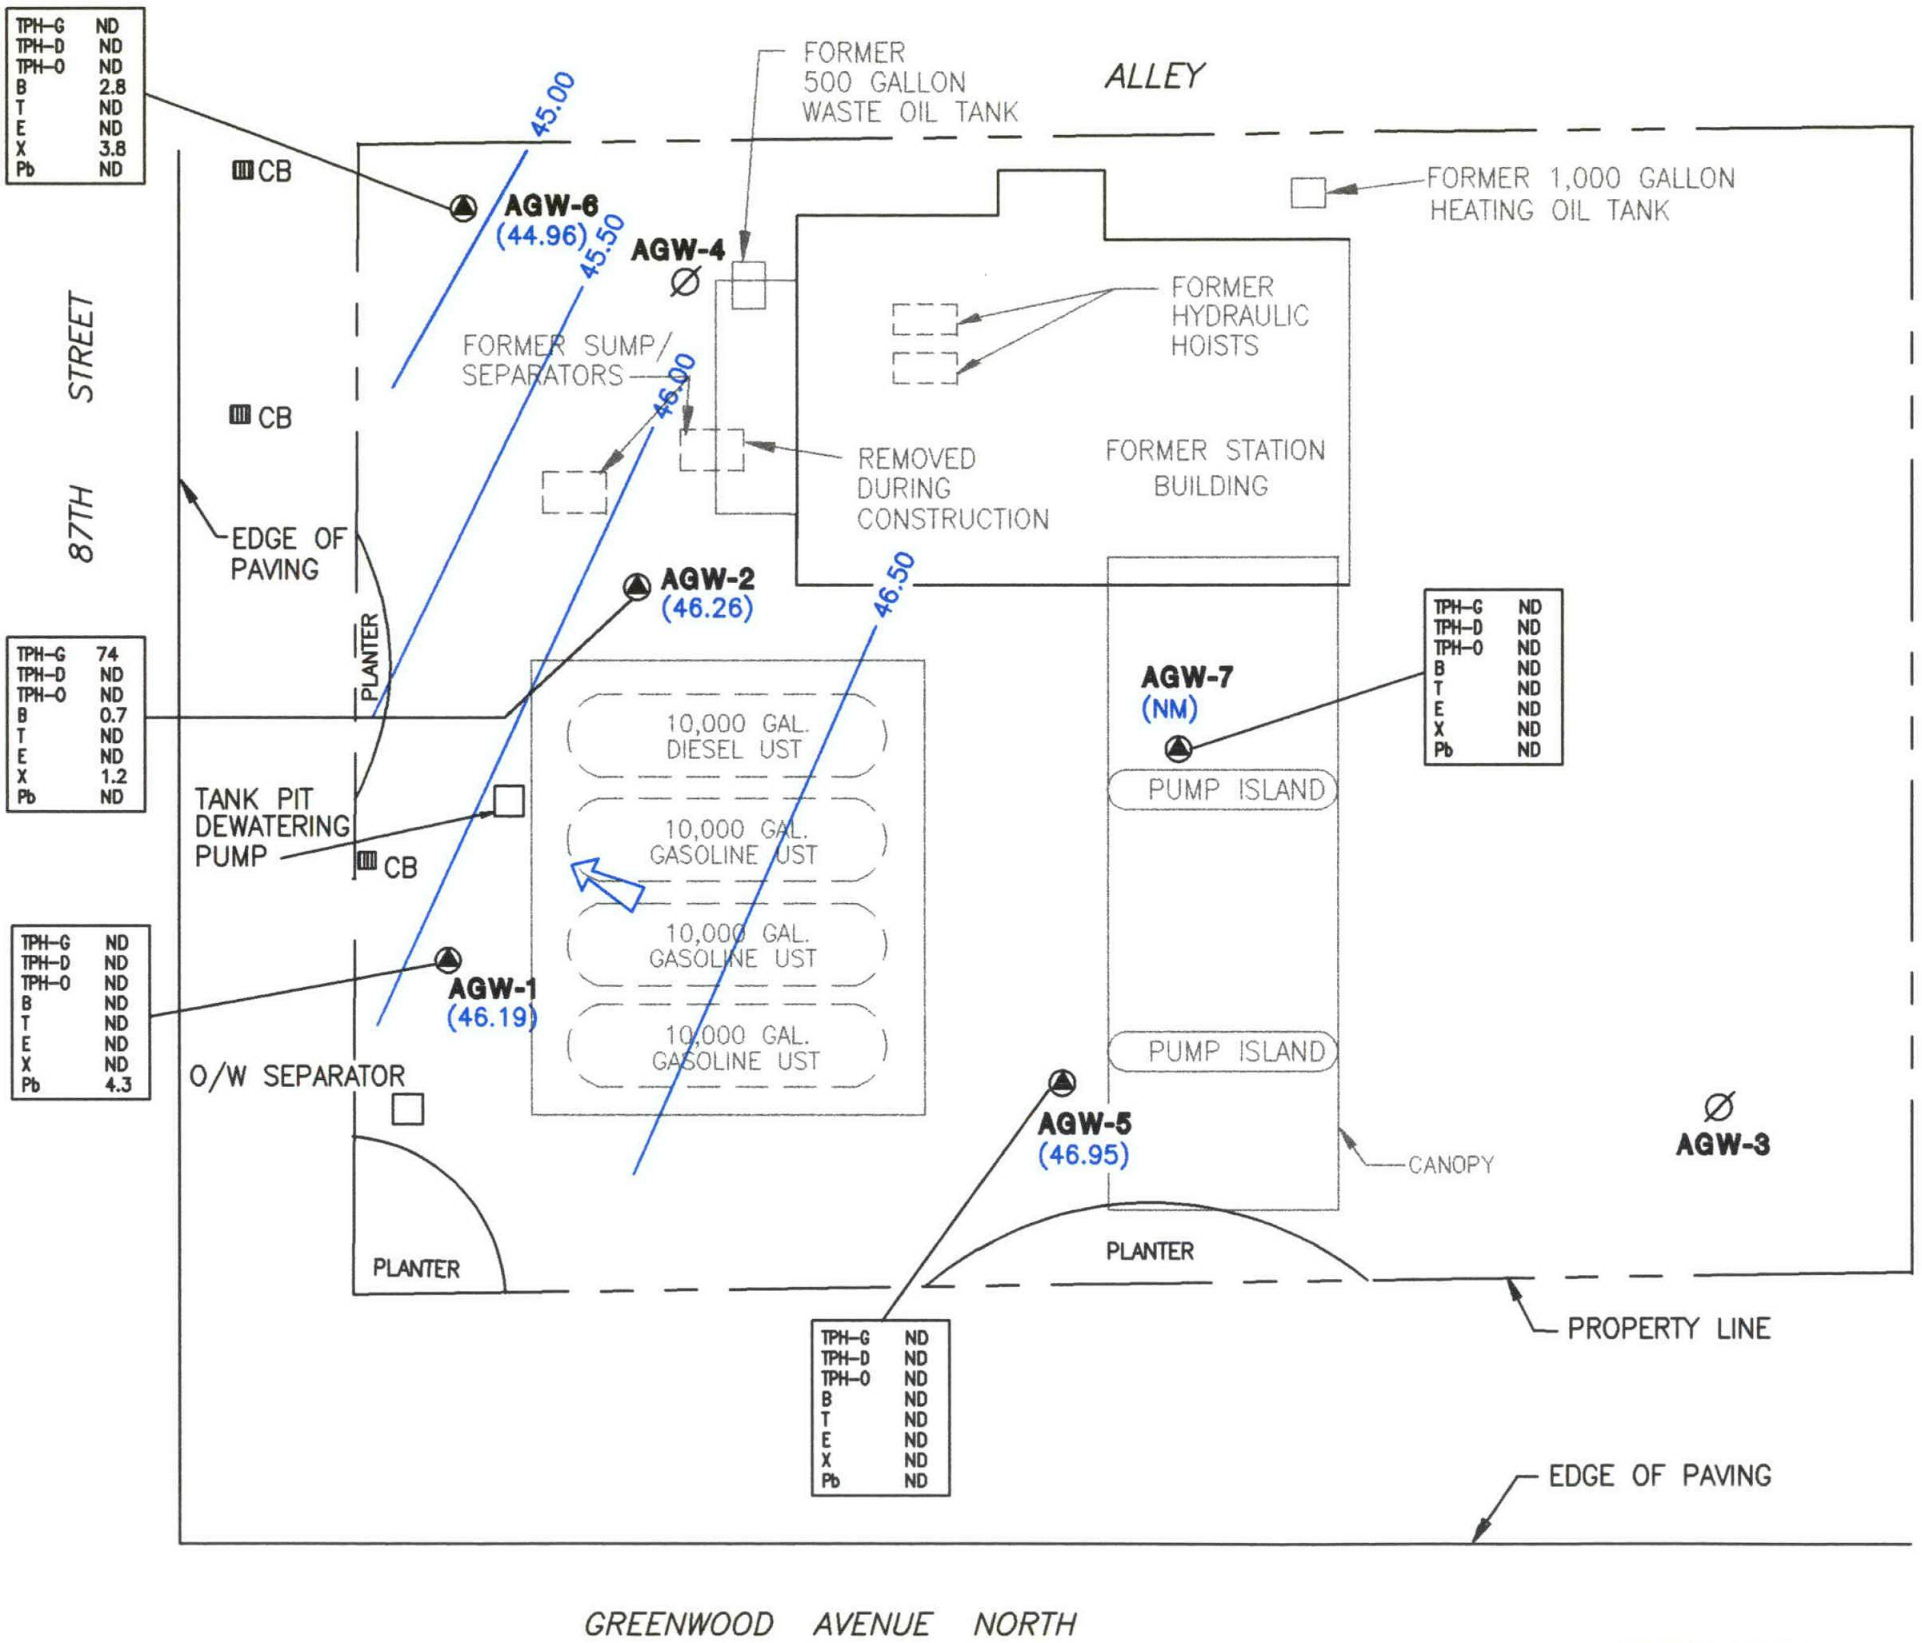 TPH-G ND
TPH-D ND
TPH-O ND
B 2.8
T ND
E ND
X 3.8
Pb ND
FORMER
500 GALLON
WASTE OIL TANK
ALLEY
45.00
CB
AGW-6
(44.96)
45.50
AGW-4
FORMER 1,000 GALLON
HEATING OIL TANK
FORMER
HYDRAULIC
HOISTS
87TH STREET
FORMER SUMP/
SEPARATORS
46.00
CB
REMOVED
DURING
CONSTRUCTION
FORMER STATION
BUILDING
EDGE OF
PAVING
PLANTER
AGW-2
(46.26)
46.50
TPH-G 74
TPH-D ND
TPH-O ND
B 0.7
T ND
E ND
X 1.2
Pb ND
TPH-G ND
TPH-D ND
TPH-O ND
B ND
T ND
E ND
X ND
Pb ND
AGW-7
(NM)
10,000 GAL.
DIESEL UST
PUMP ISLAND
TANK PIT
DEWATERING
PUMP
CB
10,000 GAL.
GASOLINE UST
10,000 GAL.
GASOLINE UST
10,000 GAL.
GASOLINE UST
TPH-G ND
TPH-D ND
TPH-O ND
B ND
T ND
E ND
X ND
Pb 4.3
AGW-1
(46.19)
O/W SEPARATOR
PUMP ISLAND
AGW-5
(46.95)
AGW-3
CANOPY
PLANTER
PLANTER
TPH-G ND
TPH-D ND
TPH-O ND
B ND
T ND
E ND
X ND
Pb ND
PROPERTY LINE
EDGE OF PAVING
GREENWOOD AVENUE NORTH